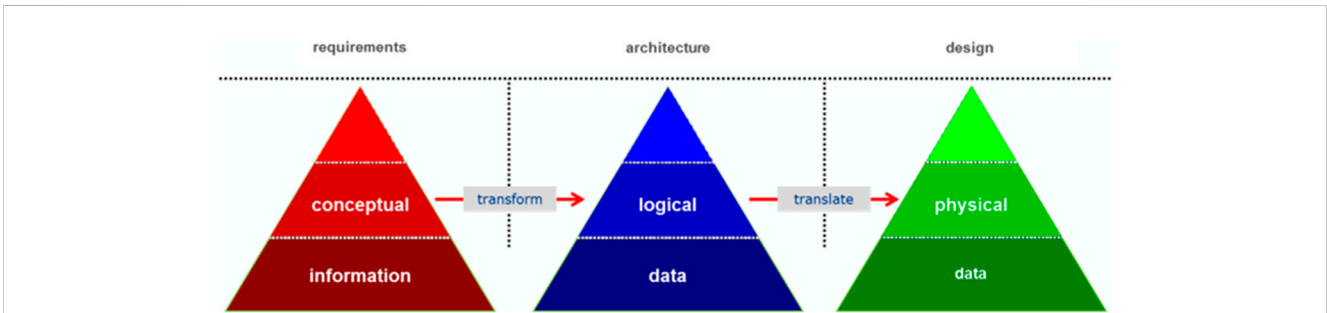 requirements architecture design
conceptual transform logical translate physical
information data data